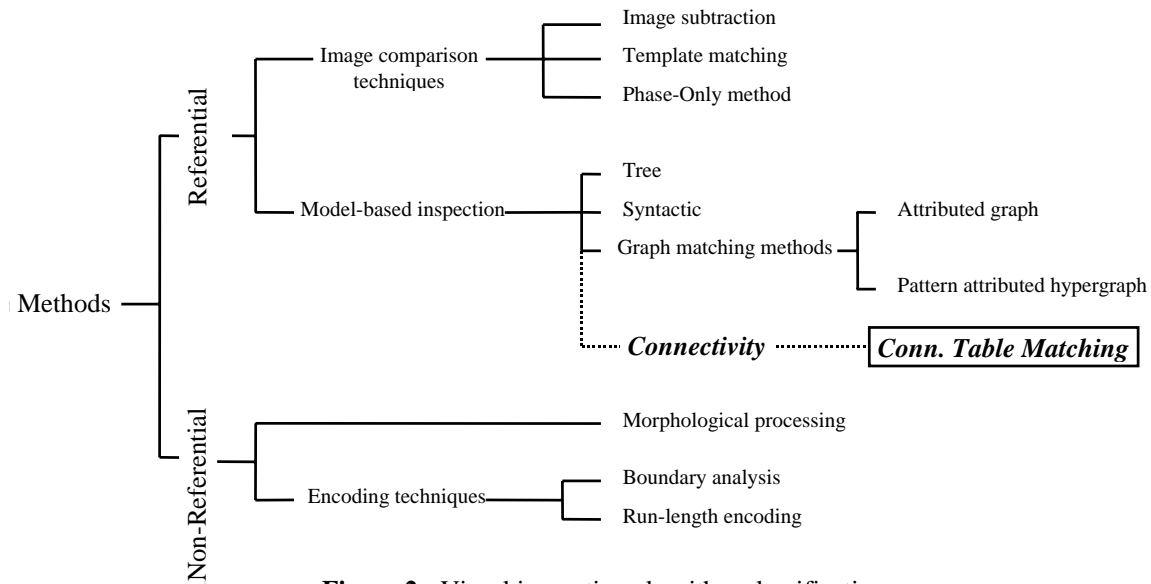 Image subtraction
Image comparison
techniques
Template matching
Phase-Only method
Referential
Tree
Model-based inspection
Syntactic
Attributed graph
Graph matching methods
Pattern attributed hypergraph
Methods
Connectivity
Conn. Table Matching
Non-Referential
Morphological processing
Encoding techniques
Boundary analysis
Run-length encoding